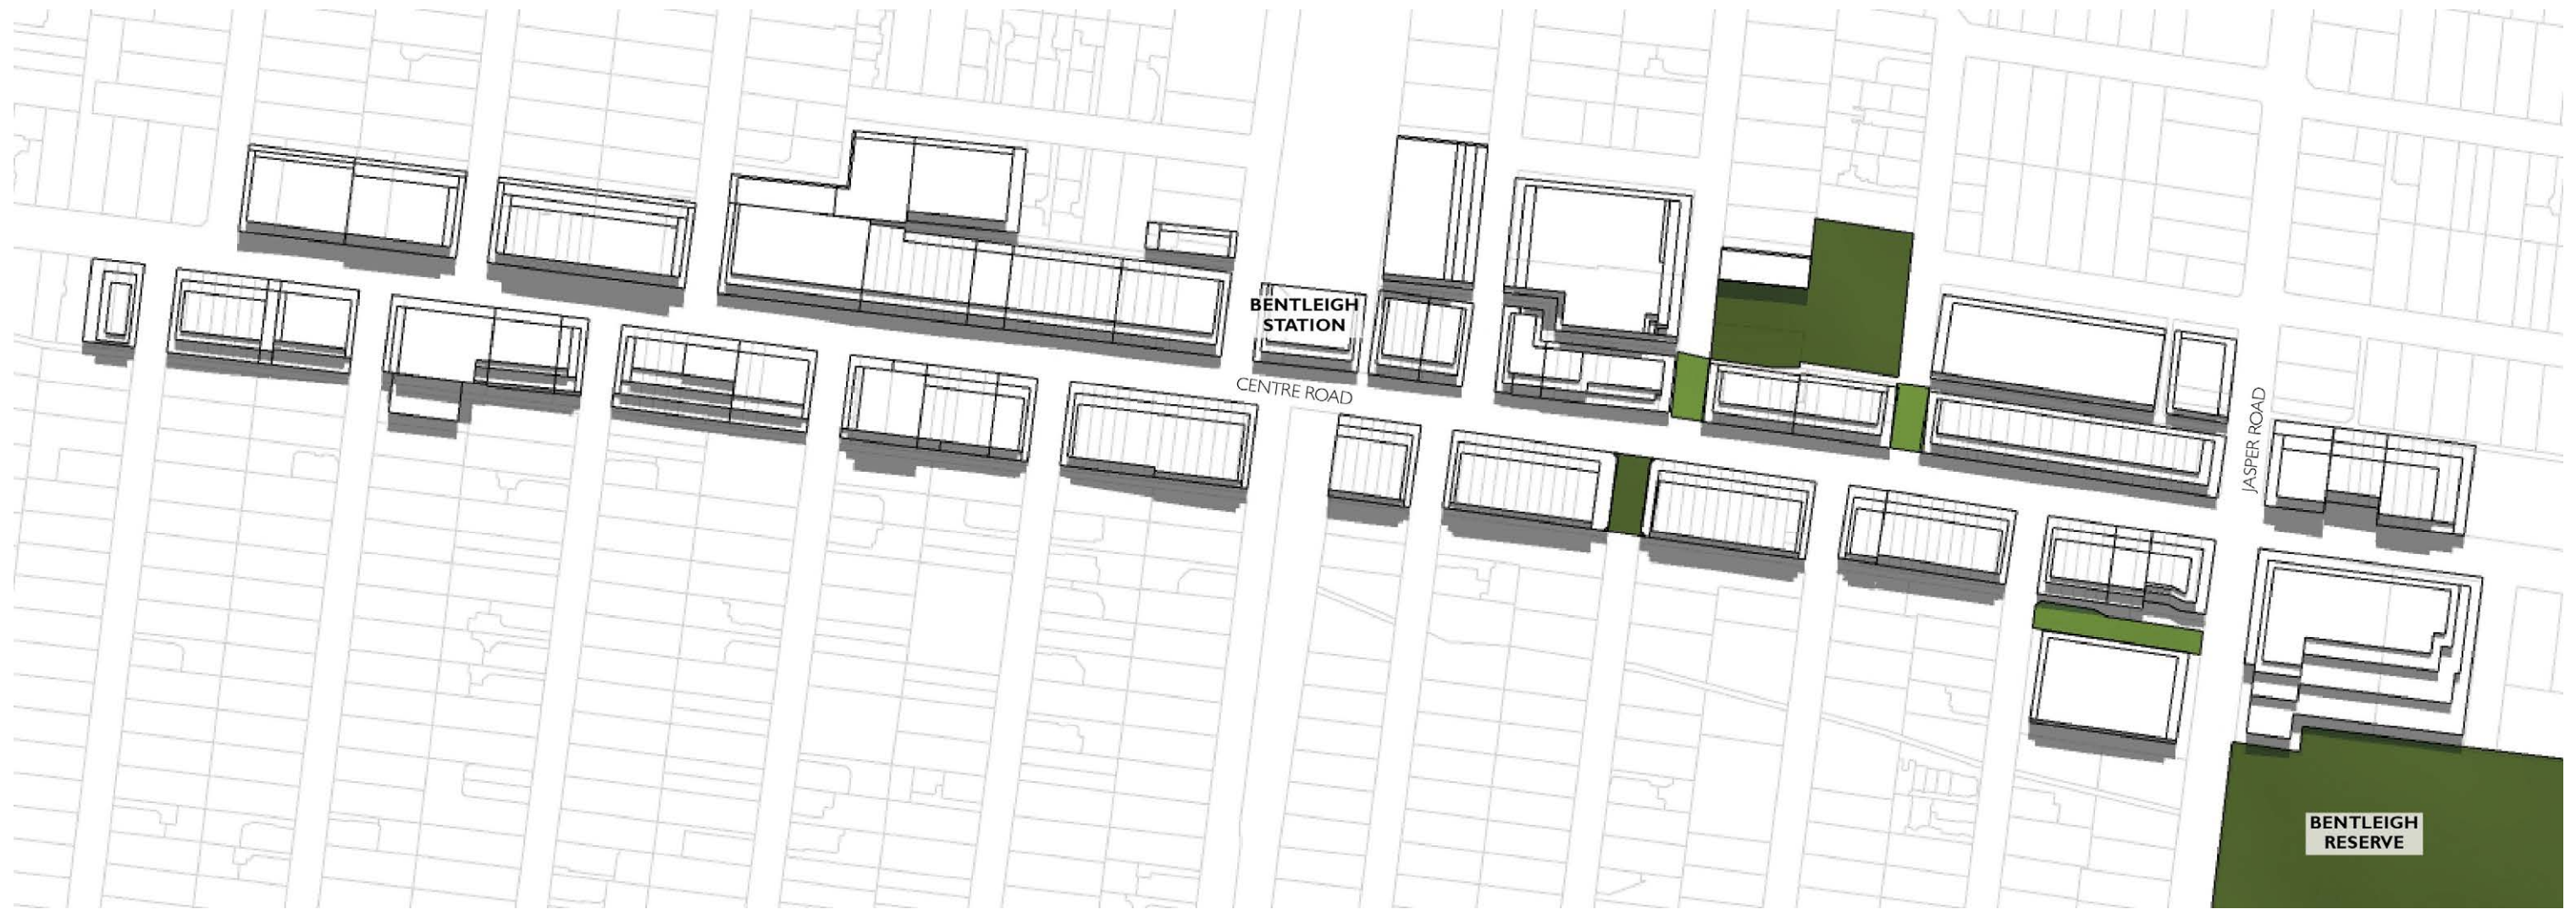 BENTLEIGH
STATION
CENTRE ROAD
JASPER ROAD
BENTLEIGH
RESERVE